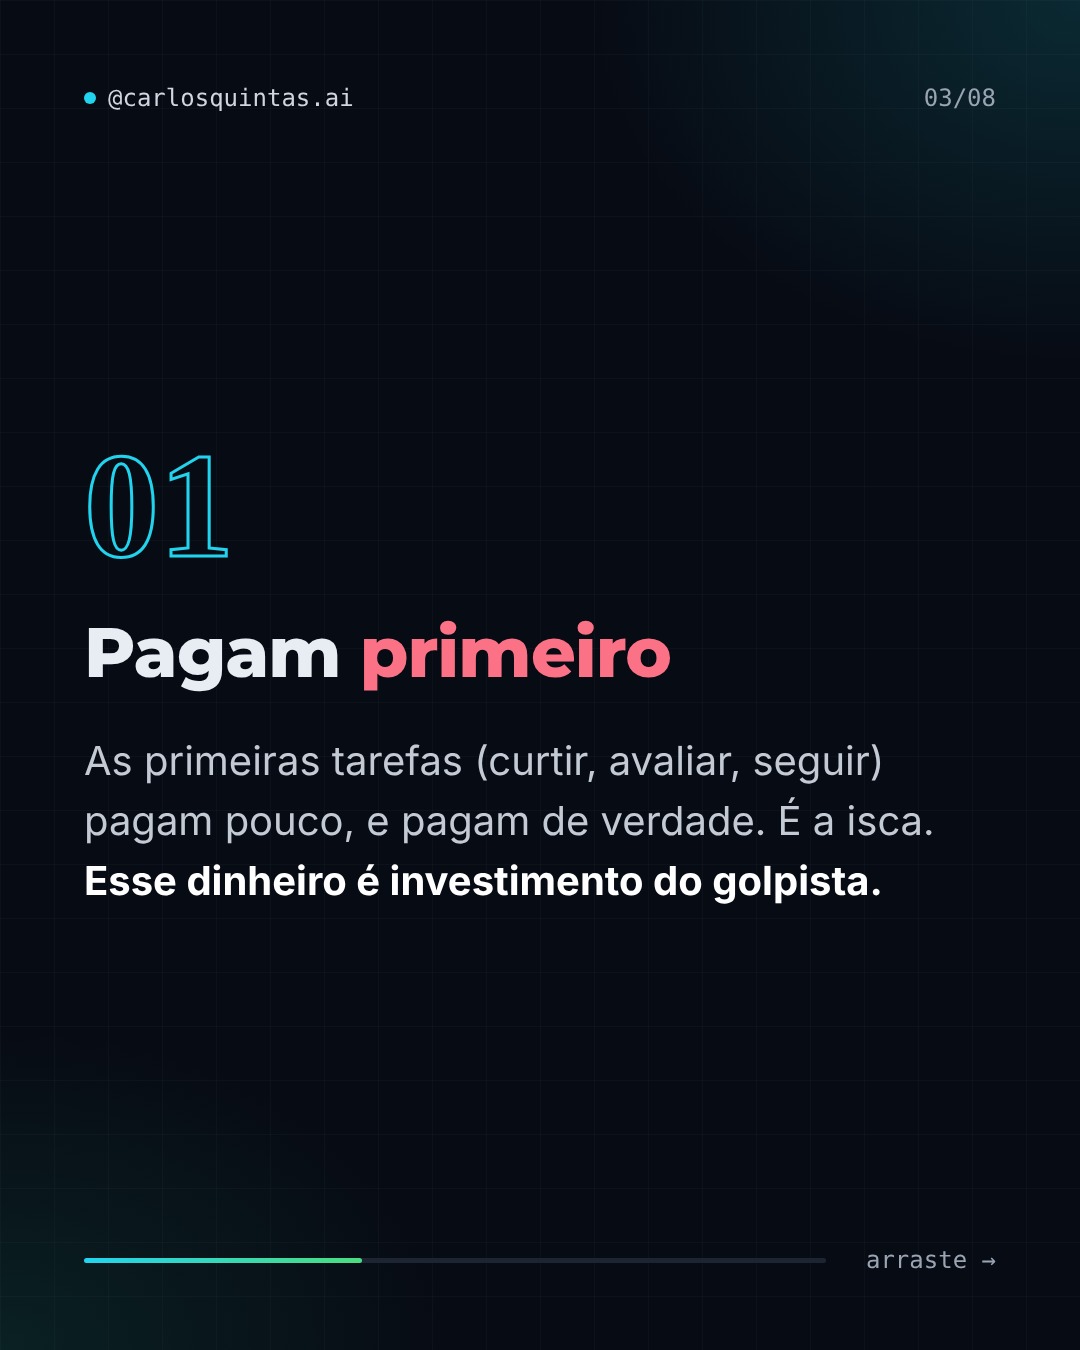 @carlosquintas.ai
03/08
01
Pagam primeiro
As primeiras tarefas (curtir, avaliar, seguir)
pagam pouco, e pagam de verdade. É a isca.
Esse dinheiro é investimento do golpista.
arraste →